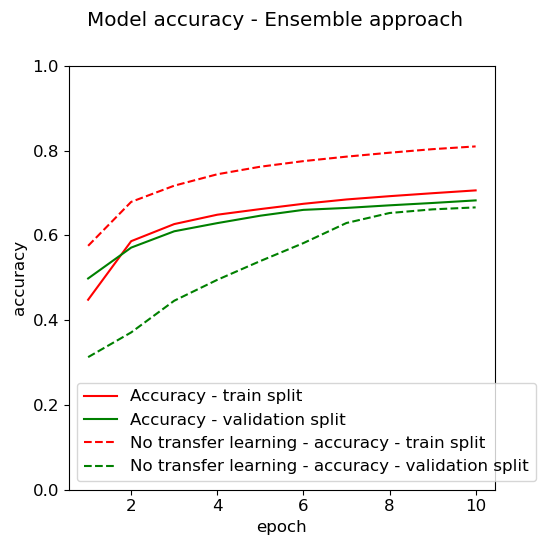 Model accuracy - Ensemble approach
1.0
0.8
0.6
0.4
0.2
0.0
accuracy
Accuracy - train split
Accuracy - validation split
No transfer learning - accuracy - train split
No transfer learning - accuracy - validation split
2
4
6
8
10
epoch